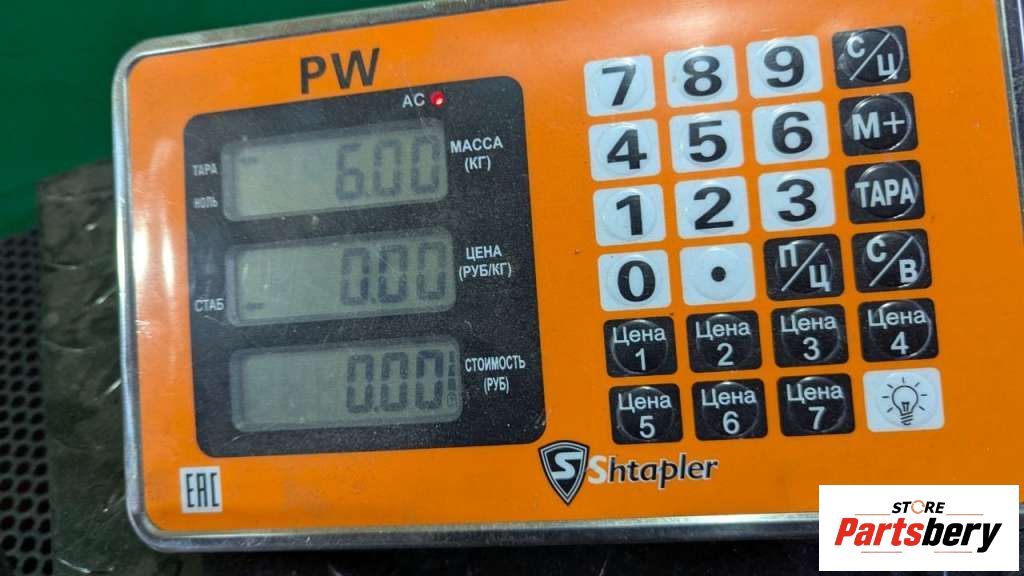 PW
AC
ТАРА
НОЛЬ
6.00
МАССА
(КГ)
СТАБ
0.00
ЦЕНА
(РУБ/КГ)
0.00
СТОИМОСТЬ
(РУБ)
7 8 9 С/Ц
4 5 6 М+
1 2 3 ТАРА
0 • П/Ц С/В
Цена 1 Цена 2 Цена 3 Цена 4
Цена 5 Цена 6 Цена 7
S Shtapler
EAC
STORE
Partsbery